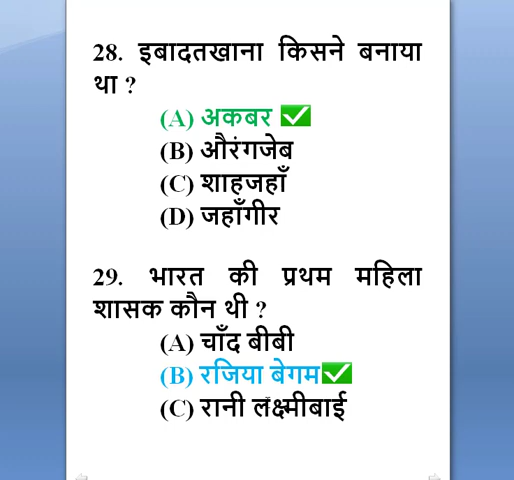 28. इबादतखाना किसने बनाया
था ?
(A) अकबर ✅
(B) औरंगजेब
(C) शाहजहाँ
(D) जहाँगीर
29. भारत की प्रथम महिला
शासक कौन थी ?
(A) चाँद बीबी
(B) रजिया बेगम✅
(C) रानी लक्ष्मीबाई